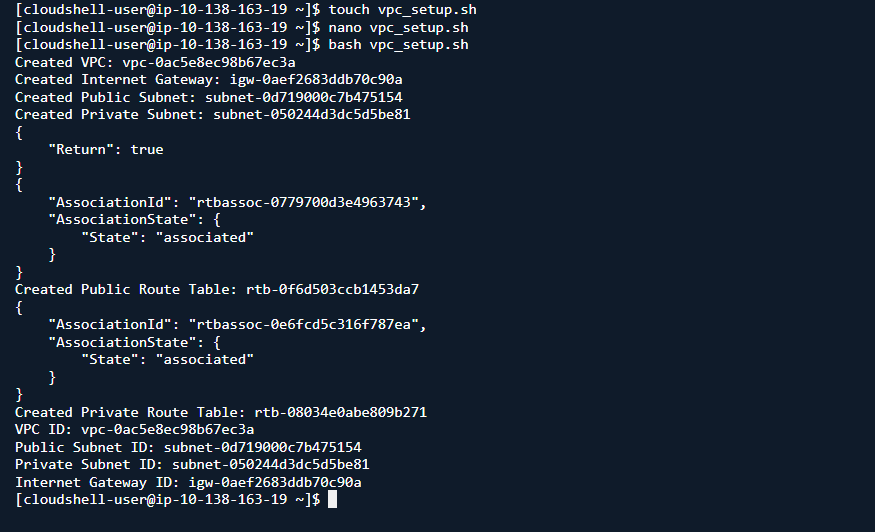 [cloudshell-user@ip-10-138-163-19 ~]$ touch vpc_setup.sh
[cloudshell-user@ip-10-138-163-19 ~]$ nano vpc_setup.sh
[cloudshell-user@ip-10-138-163-19 ~]$ bash vpc_setup.sh
Created VPC: vpc-0ac5e8ec98b67ec3a
Created Internet Gateway: igw-0aef2683ddb70c90a
Created Public Subnet: subnet-0d719000c7b475154
Created Private Subnet: subnet-050244d3dc5d5be81
{
    "Return": true
}
{
    "AssociationId": "rtbassoc-0779700d3e4963743",
    "AssociationState": {
        "State": "associated"
    }
}
Created Public Route Table: rtb-0f6d503ccb1453da7
{
    "AssociationId": "rtbassoc-0e6fcd5c316f787ea",
    "AssociationState": {
        "State": "associated"
    }
}
Created Private Route Table: rtb-08034e0abe809b271
VPC ID: vpc-0ac5e8ec98b67ec3a
Public Subnet ID: subnet-0d719000c7b475154
Private Subnet ID: subnet-050244d3dc5d5be81
Internet Gateway ID: igw-0aef2683ddb70c90a
[cloudshell-user@ip-10-138-163-19 ~]$